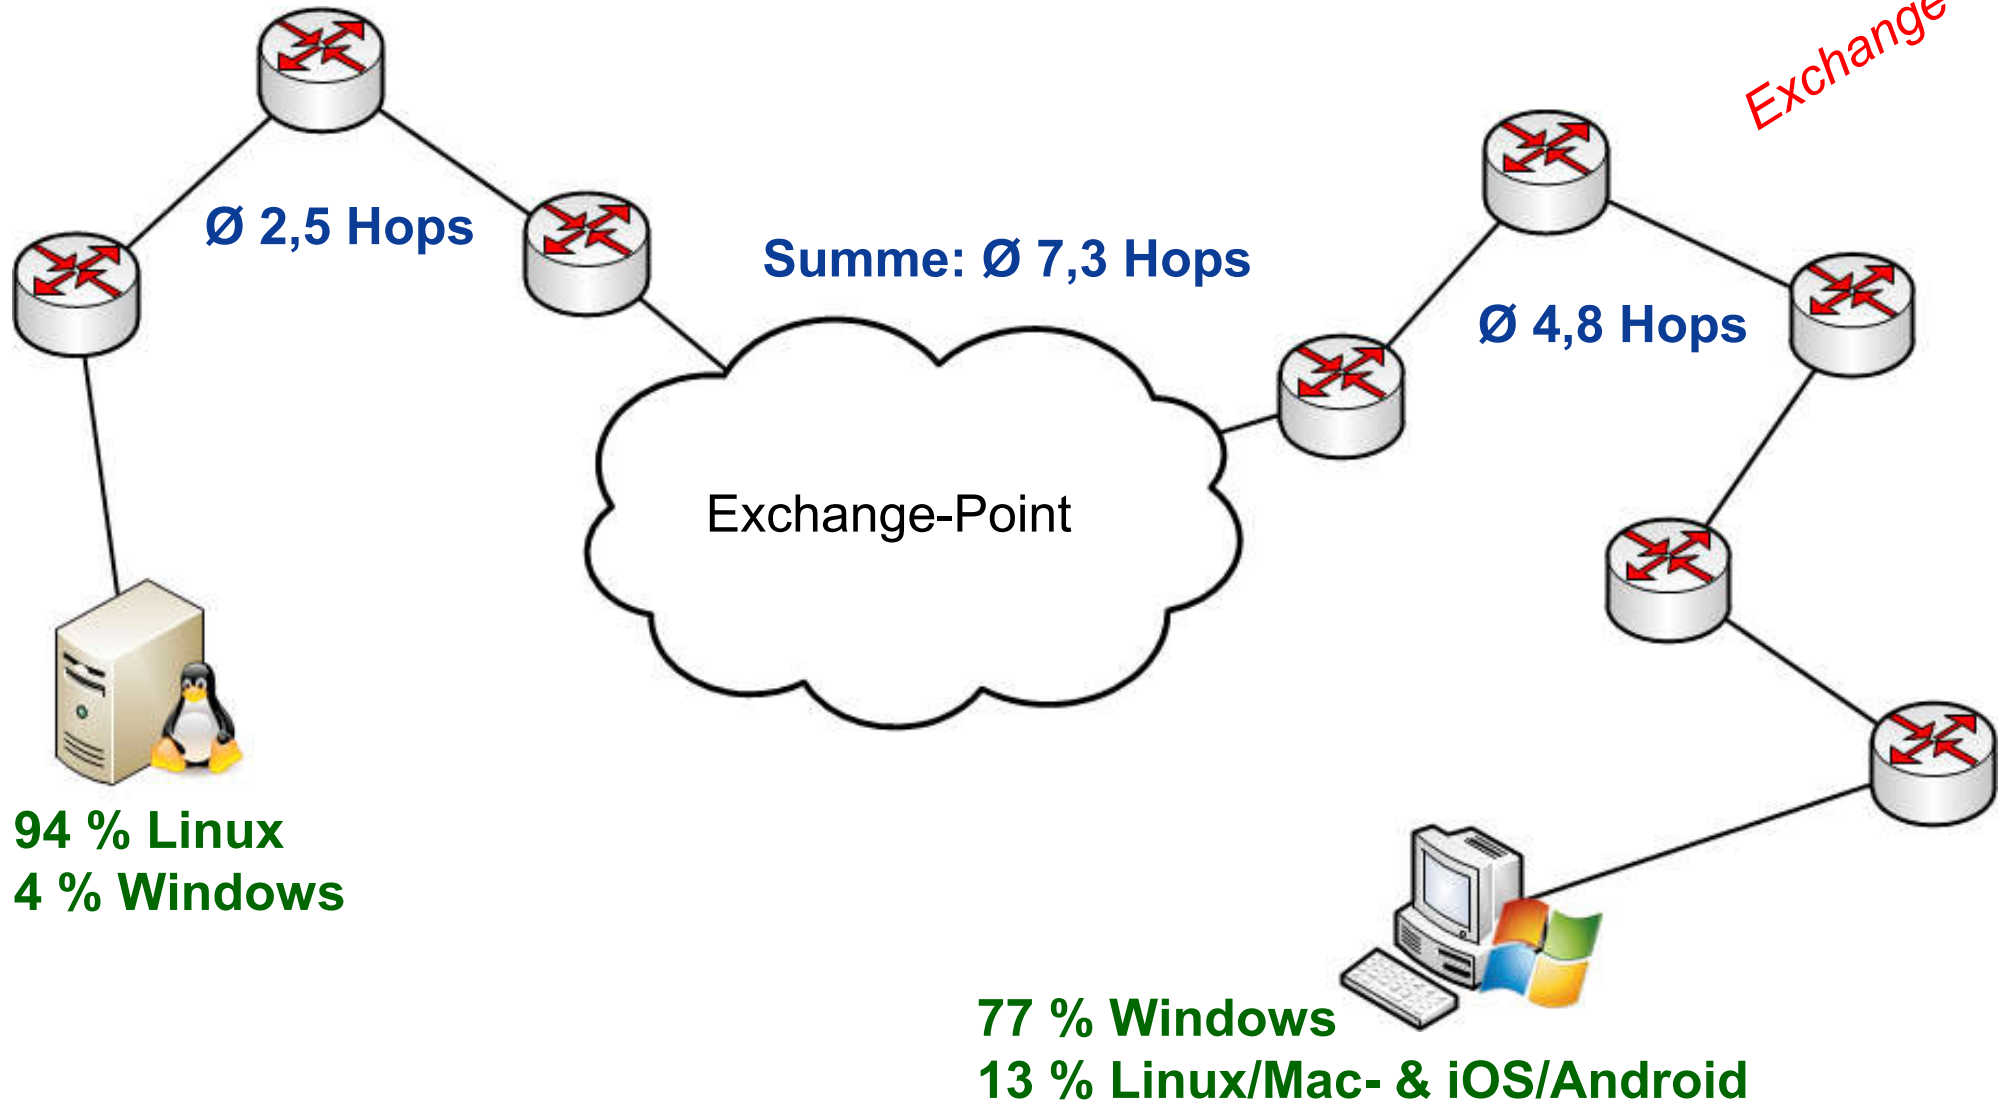 Exchange
Ø 2,5 Hops
Summe: Ø 7,3 Hops
Ø 4,8 Hops
Exchange-Point
94 % Linux
4 % Windows
77 % Windows
13 % Linux/Mac- & iOS/Android